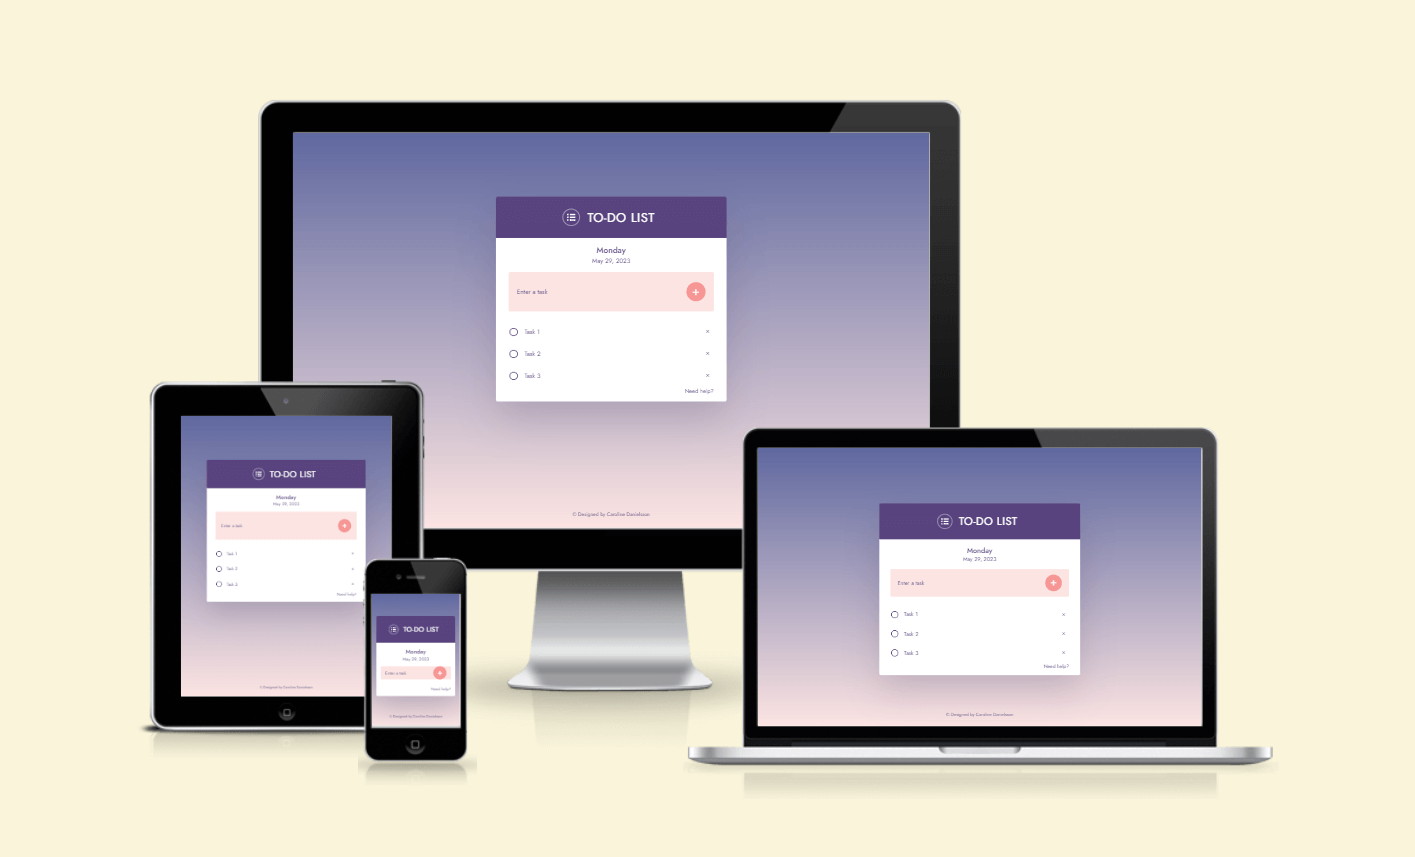 TO-DO LIST
Monday
May 29, 2023
Enter a task
+
Task 1 ×
Task 2 ×
Task 3 ×
Need help?
© Designed by Caroline Danielsson
TO-DO LIST
Monday
May 29, 2023
Enter a task
+
Task 1 ×
Task 2 ×
Task 3 ×
Need help?
© Designed by Caroline Danielsson
TO-DO LIST
Monday
May 29, 2023
Enter a task
+
Need help?
© Designed by Caroline Danielsson
TO-DO LIST
Monday
May 29, 2023
Enter a task
+
Task 1 ×
Task 2 ×
Task 3 ×
Need help?
© Designed by Caroline Danielsson